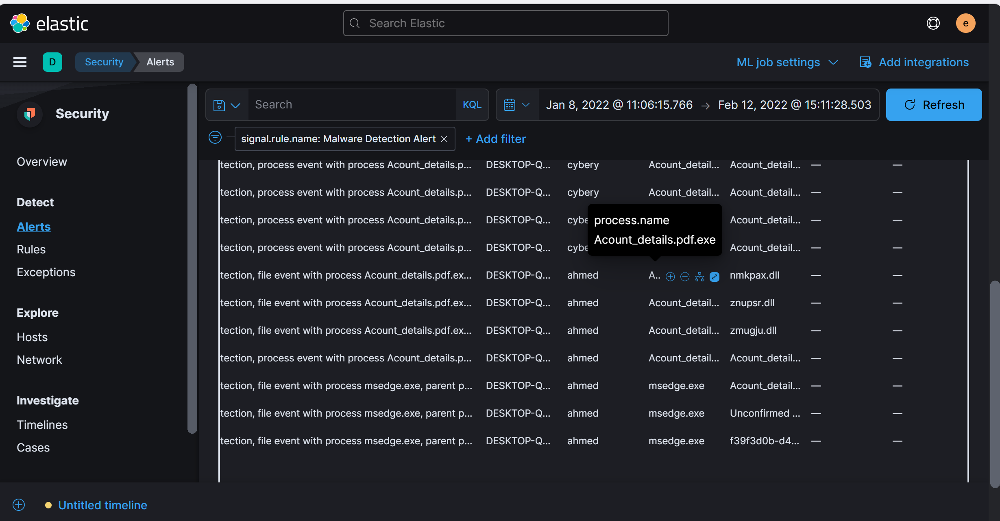 elastic
Search Elastic
e
D
Security
Alerts
ML job settings
Add integrations
Security
Overview
Detect
Alerts
Rules
Exceptions
Explore
Hosts
Network
Investigate
Timelines
Cases
Search
KQL
Jan 8, 2022 @ 11:06:15.766 → Feb 12, 2022 @ 15:11:28.503
Refresh
signal.rule.name: Malware Detection Alert ×
+ Add filter
tection, process event with process Acount_details.p... DESKTOP-Q... cybery Acount_detail... Acount_detail... — —
tection, process event with process Acount_details.p... DESKTOP-Q... cybery Acount_detail... Acount_detail... — —
tection, process event with process Acount_details.p... DESKTOP-Q... cybe Acount_detail... — —
process.name
Acount_details.pdf.exe
tection, process event with process Acount_details.p... DESKTOP-Q... cybe Acount_detail... — —
tection, file event with process Acount_details.pdf.ex... DESKTOP-Q... ahmed A.. nmkpax.dll — —
tection, file event with process Acount_details.pdf.ex... DESKTOP-Q... ahmed Acount_detail... znupsr.dll — —
tection, file event with process Acount_details.pdf.ex... DESKTOP-Q... ahmed Acount_detail... zmugju.dll — —
tection, process event with process Acount_details.p... DESKTOP-Q... ahmed Acount_detail... Acount_detail... — —
tection, file event with process msedge.exe, parent p... DESKTOP-Q... ahmed msedge.exe Acount_detail... — —
tection, file event with process msedge.exe, parent p... DESKTOP-Q... ahmed msedge.exe Unconfirmed ... — —
tection, file event with process msedge.exe, parent p... DESKTOP-Q... ahmed msedge.exe f39f3d0b-d4... — —
Untitled timeline